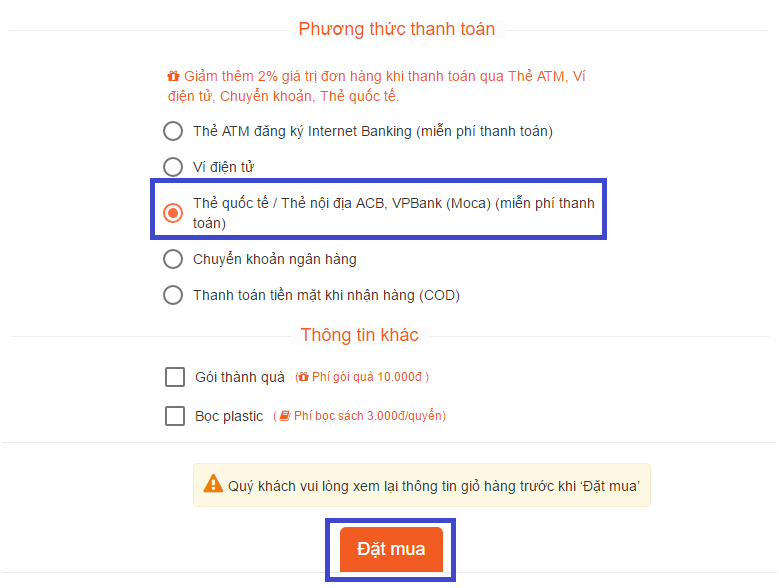 Phương thức thanh toán
Giảm thêm 2% giá trị đơn hàng khi thanh toán qua Thẻ ATM, Ví
điện tử, Chuyển khoản, Thẻ quốc tế.
Thẻ ATM đăng ký Internet Banking (miễn phí thanh toán)
Ví điện tử
Thẻ quốc tế / Thẻ nội địa ACB, VPBank (Moca) (miễn phí thanh
toán)
Chuyển khoản ngân hàng
Thanh toán tiền mặt khi nhận hàng (COD)
Thông tin khác
Gói thành quà ( Phí gói quà 10.000đ )
Bọc plastic ( Phí bọc sách 3.000đ/quyển)
Quý khách vui lòng xem lại thông tin giỏ hàng trước khi ‘Đặt mua’
Đặt mua